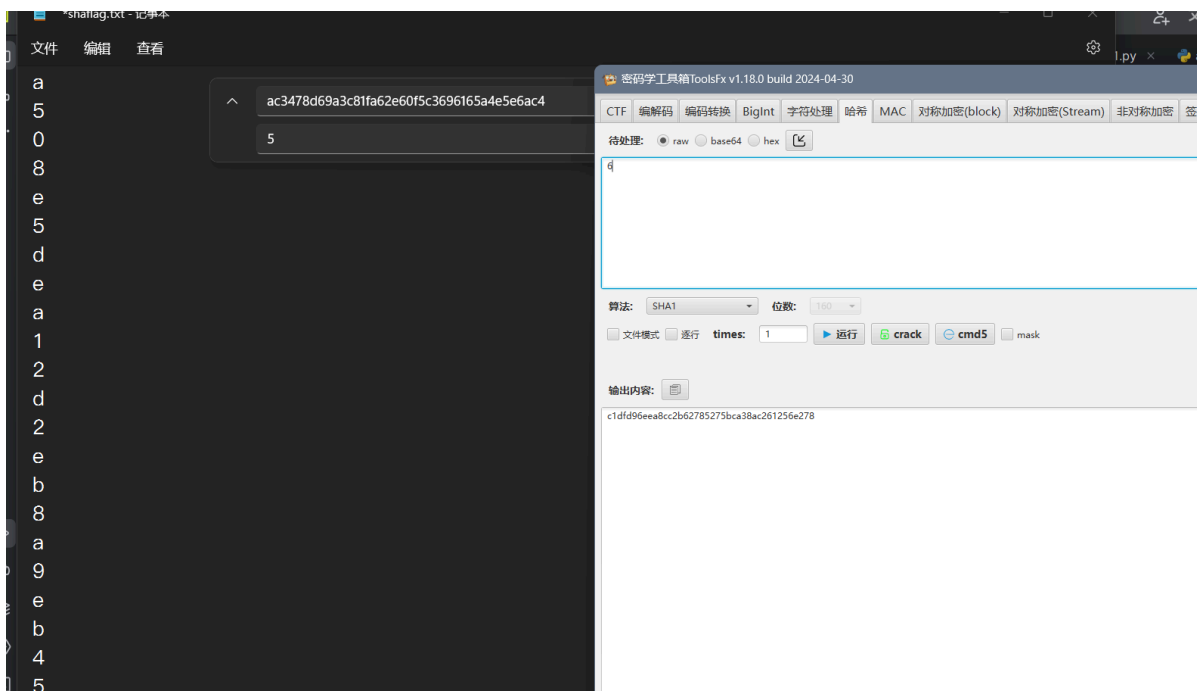 *shaflag.txt - 记事本
文件 编辑 查看
a
5
0
8
e
5
d
e
a
1
2
d
2
e
b
8
a
9
e
b
4
5
ac3478d69a3c81fa62e60f5c3696165a4e5e6ac4
5
1.py
密码学工具箱ToolsFx v1.18.0 build 2024-04-30
CTF 编解码 编码转换 BigInt 字符处理 哈希 MAC 对称加密(block) 对称加密(Stream) 非对称加密 签
待处理: raw base64 hex
6
算法: SHA1 位数: 160
文件模式 逐行 times: 1 运行 crack cmd5 mask
输出内容:
c1dfd96eea8cc2b62785275bca38ac261256e278